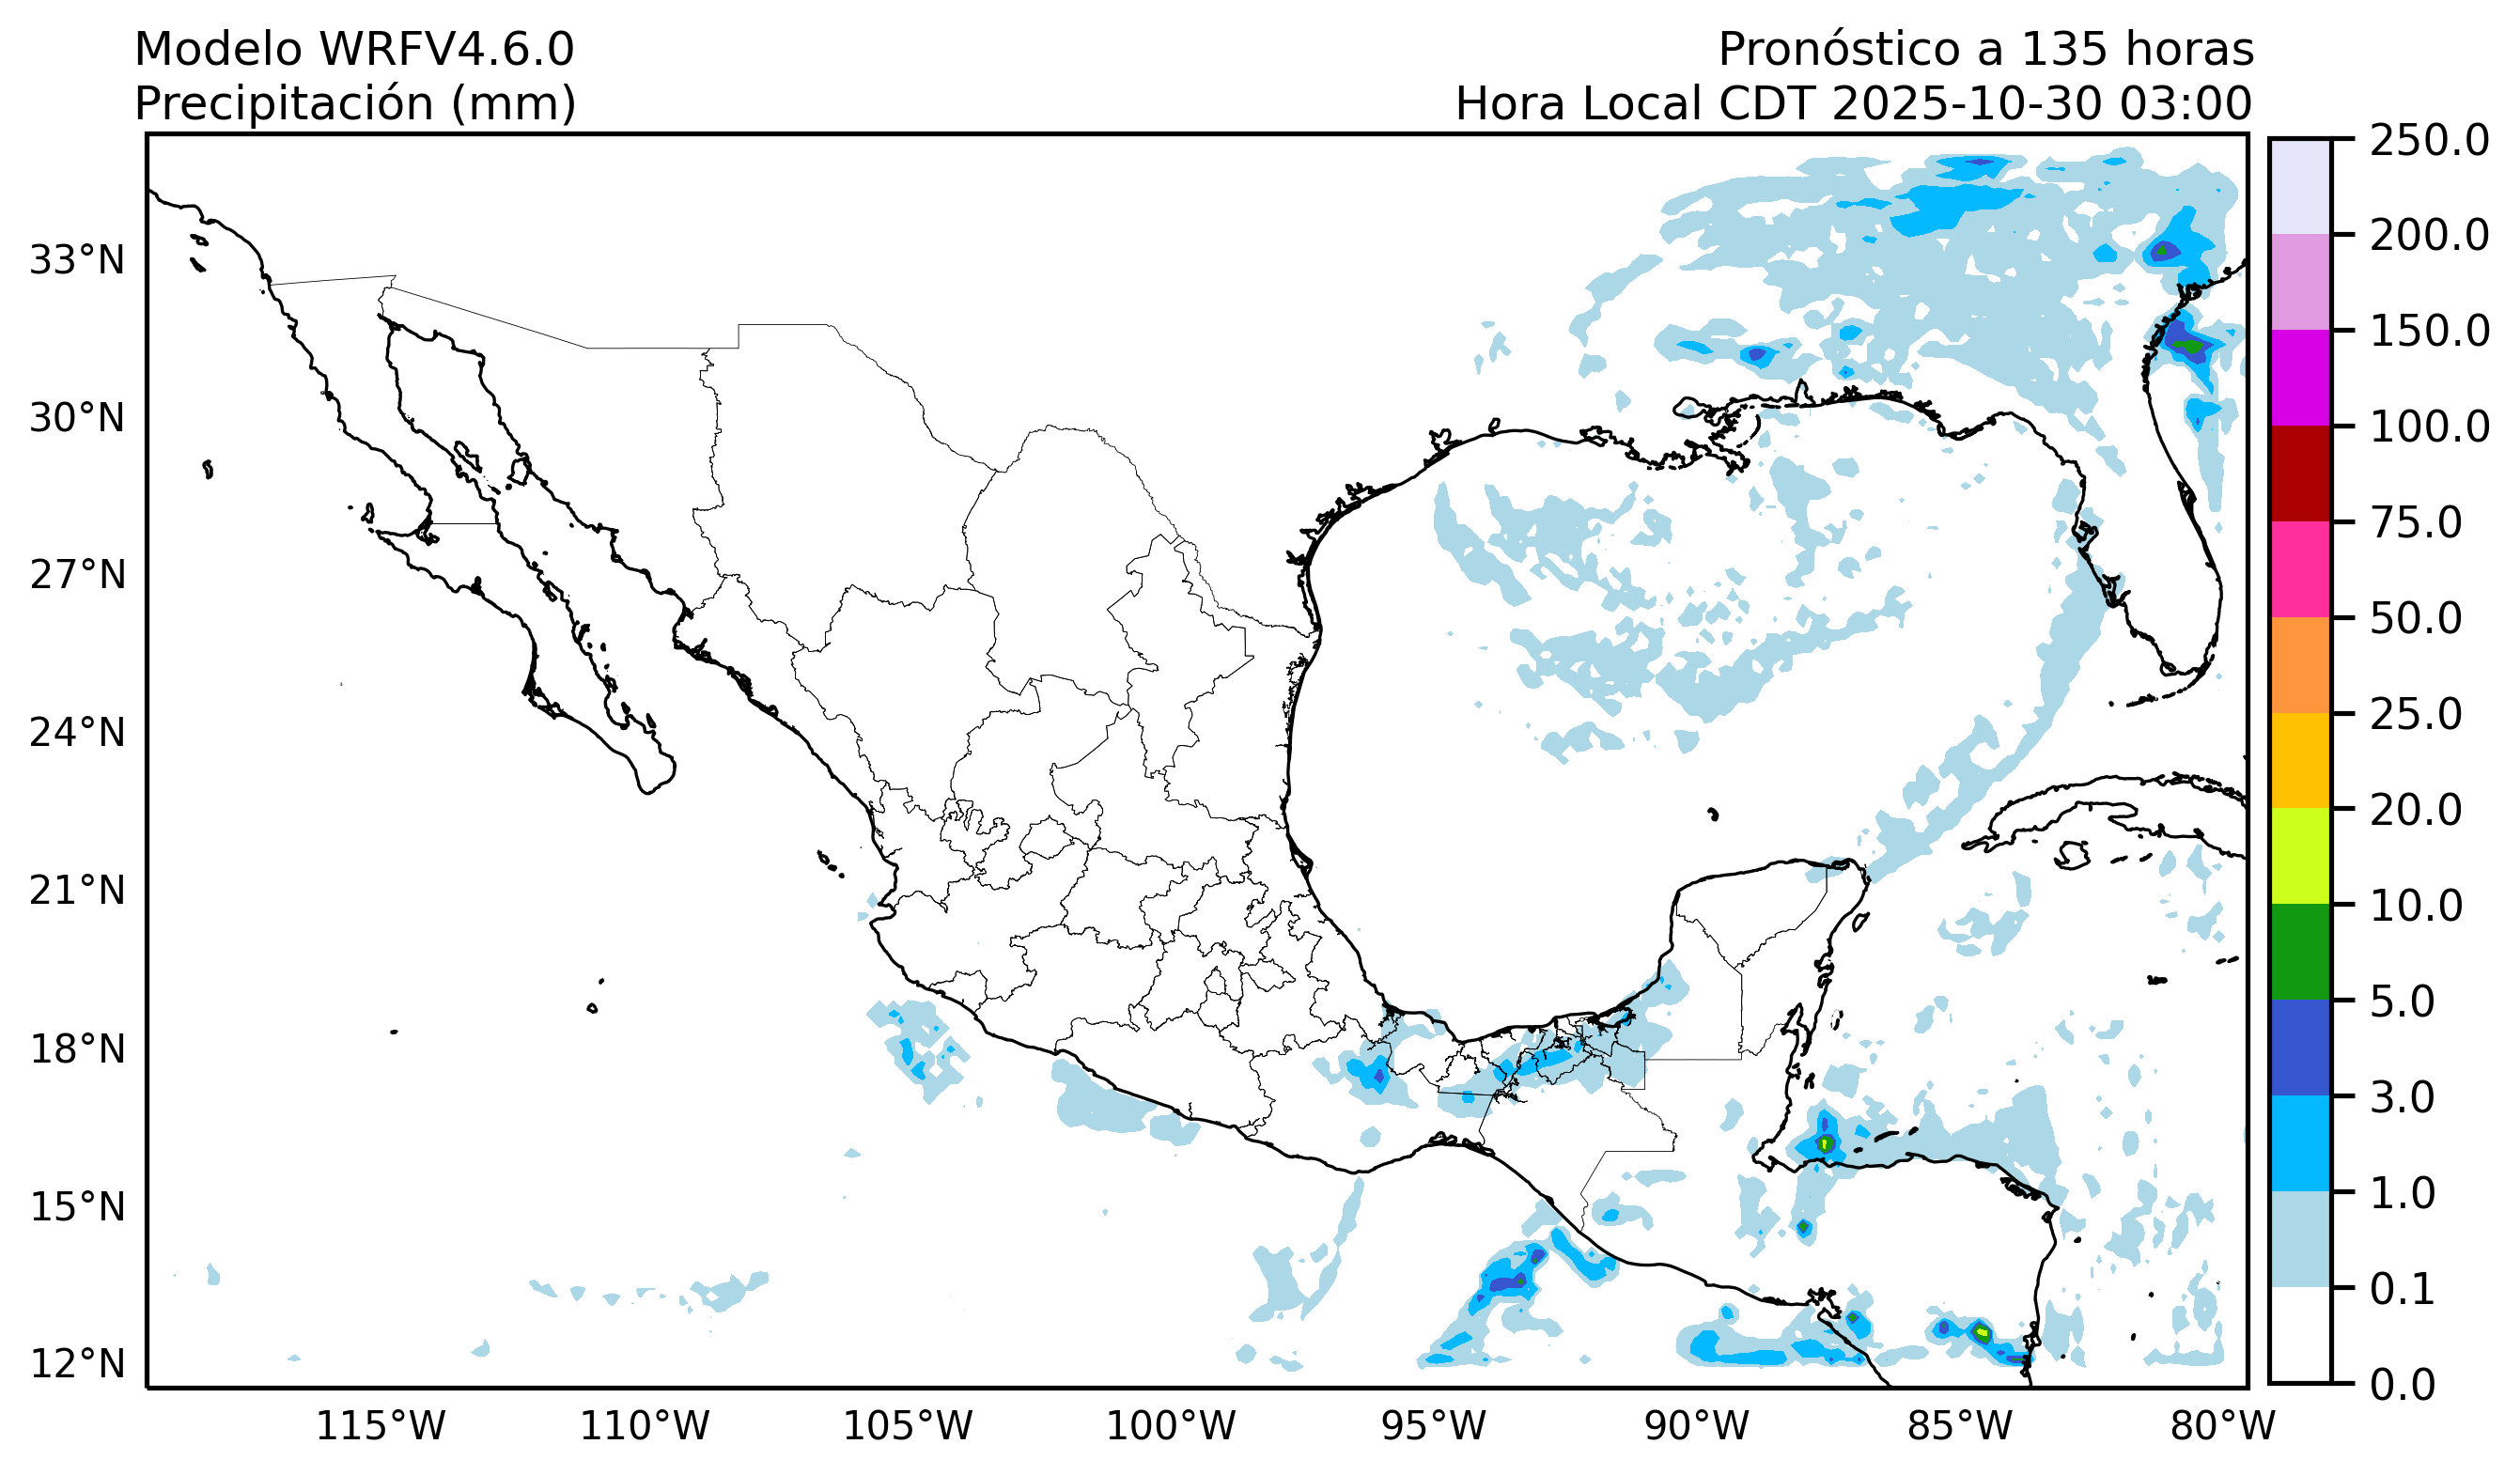 Modelo WRFV4.6.0
Precipitación (mm)
Pronóstico a 135 horas
Hora Local CDT 2025-10-30 03:00
33°N
30°N
27°N
24°N
21°N
18°N
15°N
12°N
115°W
110°W
105°W
100°W
95°W
90°W
85°W
80°W
250.0
200.0
150.0
100.0
75.0
50.0
25.0
20.0
10.0
5.0
3.0
1.0
0.1
0.0